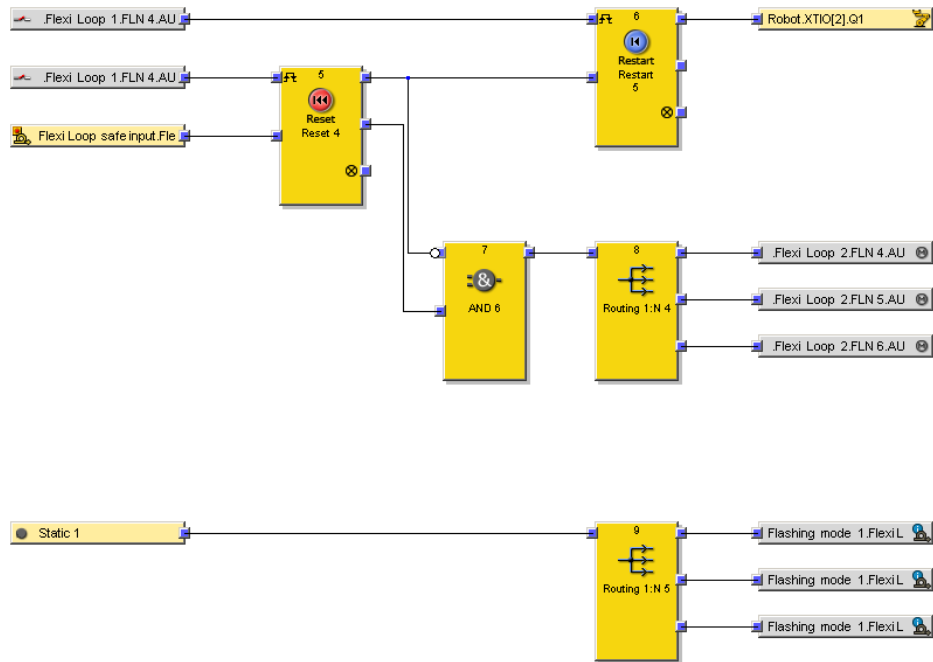 .Flexi Loop 1.FLN 4.AU
6
Robot.XTIO[2].Q1
Restart
Restart
5
.Flexi Loop 1.FLN 4.AU
5
Reset
Reset 4
Flexi Loop safe input.Fle
7
&
AND 6
8
Routing 1:N 4
.Flexi Loop 2.FLN 4.AU
.Flexi Loop 2.FLN 5.AU
.Flexi Loop 2.FLN 6.AU
Static 1
9
Routing 1:N 5
Flashing mode 1.Flexi L
Flashing mode 1.Flexi L
Flashing mode 1.Flexi L